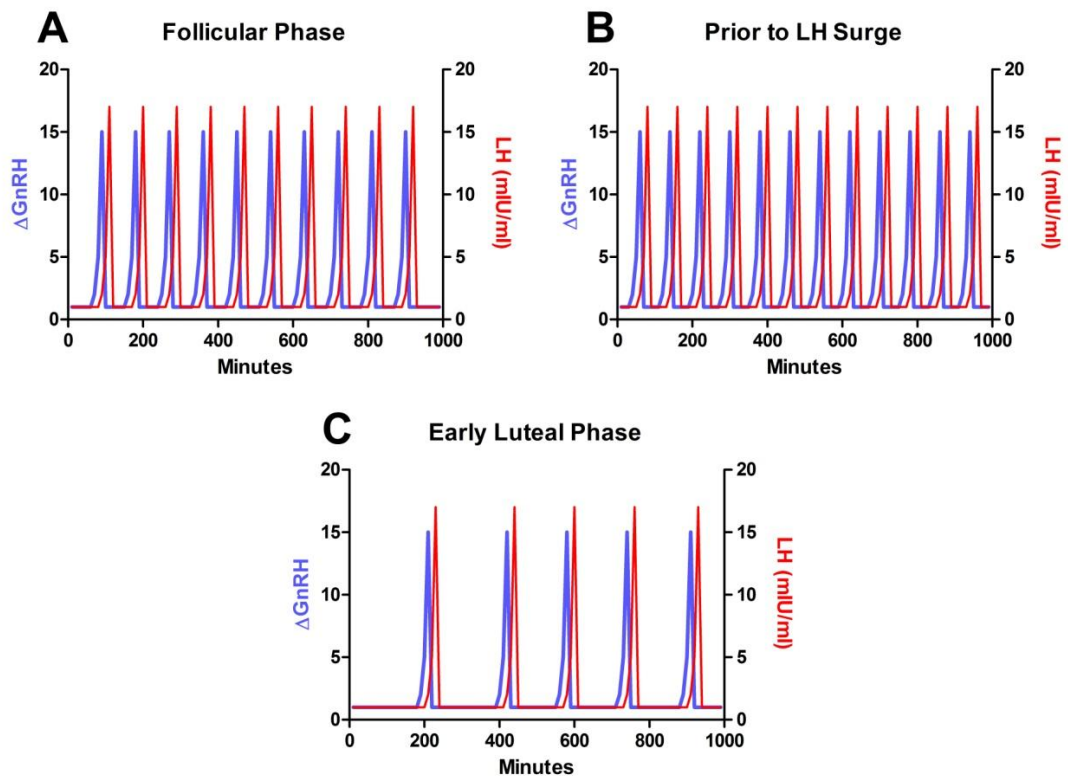 A
Follicular Phase
20
15
10
5
0
ΔGnRH
20
15
10
5
0
LH (mIU/ml)
0 200 400 600 800 1000
Minutes
B
Prior to LH Surge
20
15
10
5
0
ΔGnRH
20
15
10
5
0
LH (mIU/ml)
0 200 400 600 800 1000
Minutes
C
Early Luteal Phase
20
15
10
5
0
ΔGnRH
20
15
10
5
0
LH (mIU/ml)
0 200 400 600 800 1000
Minutes